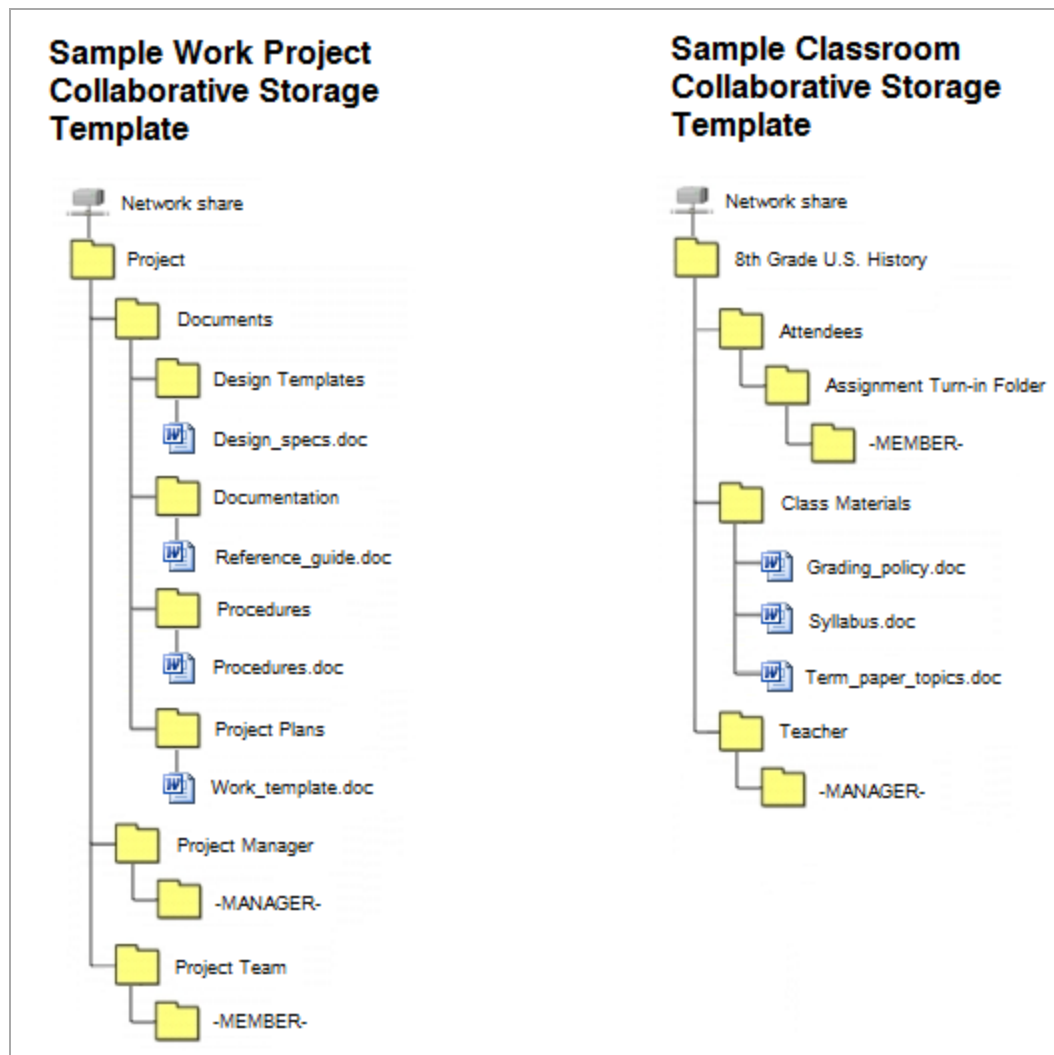 Sample Work Project
Collaborative Storage
Template
Network share
Project
Documents
Design Templates
Design_specs.doc
Documentation
Reference_guide.doc
Procedures
Procedures.doc
Project Plans
Work_template.doc
Project Manager
-MANAGER-
Project Team
-MEMBER-
Sample Classroom
Collaborative Storage
Template
Network share
8th Grade U.S. History
Attendees
Assignment Turn-in Folder
-MEMBER-
Class Materials
Grading_policy.doc
Syllabus.doc
Term_paper_topics.doc
Teacher
-MANAGER-